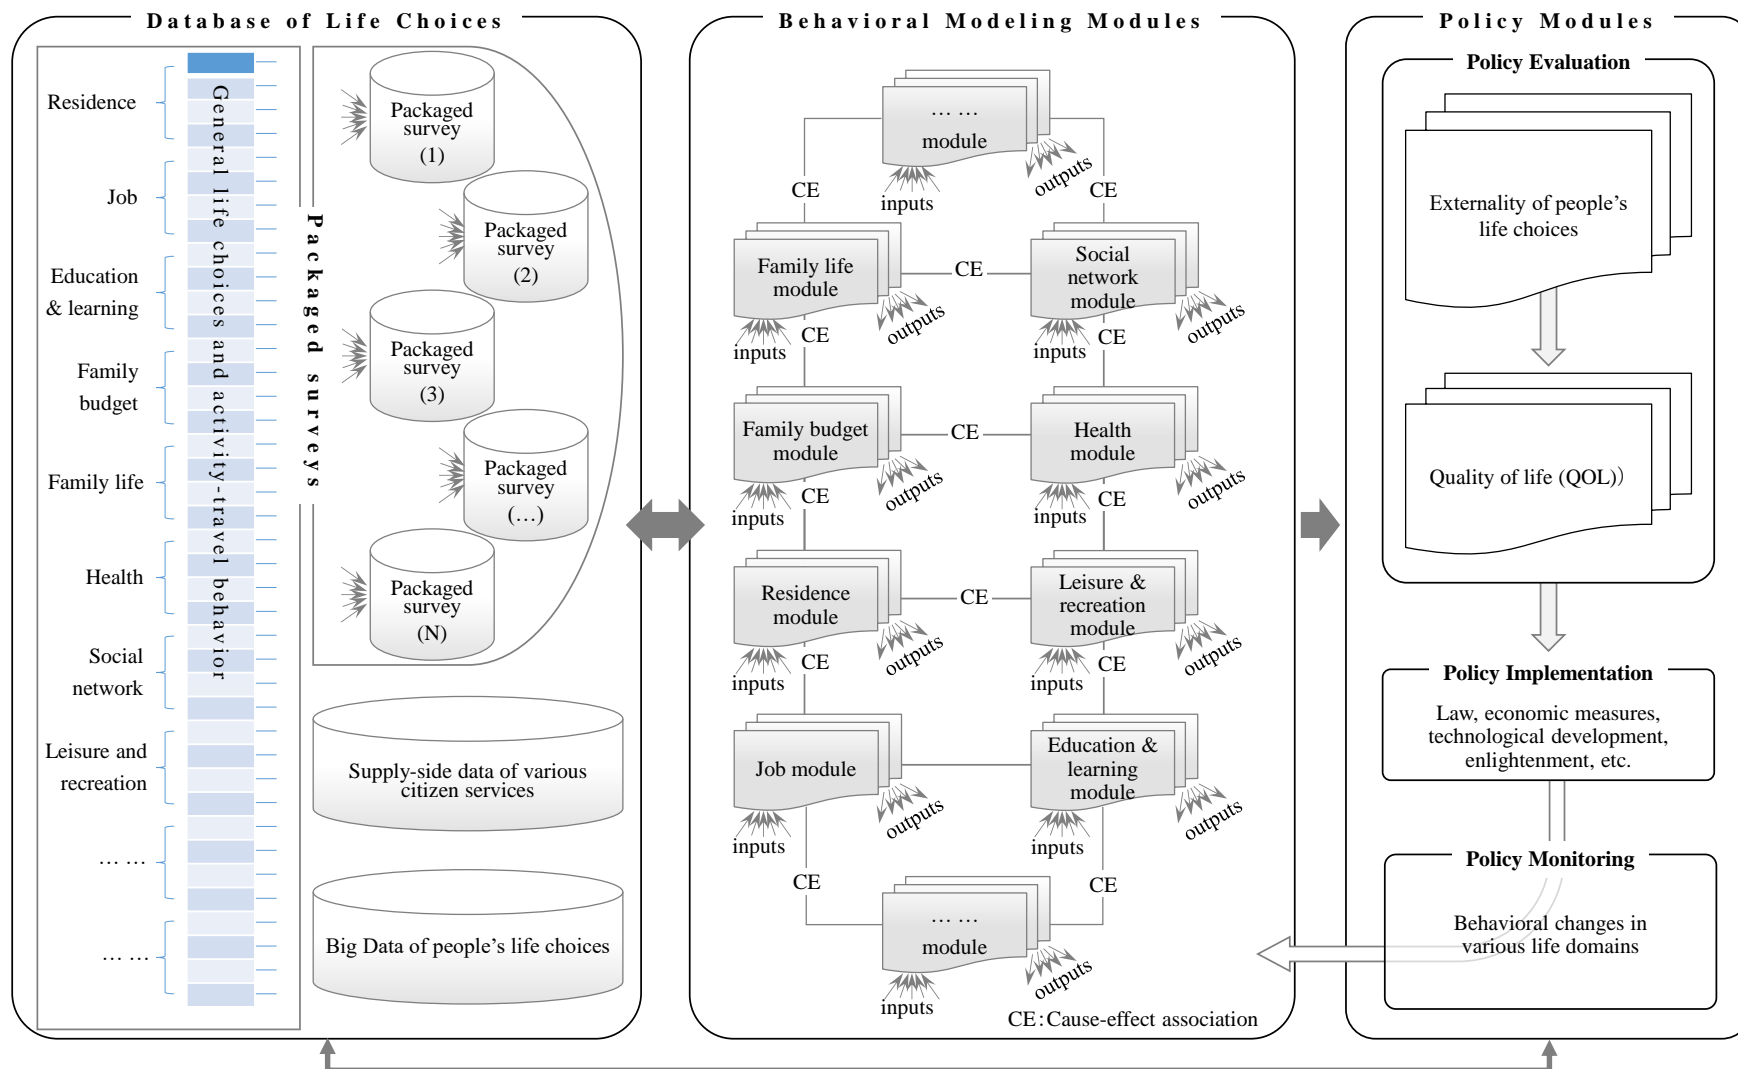 Database of Life Choices
Residence
Job
Education
& learning
Family
budget
Family life
Health
Social
network
Leisure and
recreation
… …
… …
General life choices and activity-travel behavior
Packaged surveys
Packaged
survey
(1)
Packaged
survey
(2)
Packaged
survey
(3)
Packaged
survey
(…)
Packaged
survey
(N)
Supply-side data of various
citizen services
Big Data of people’s life choices
Behavioral Modeling Modules
… …
module
inputs
outputs
CE
CE
Family life
module
inputs
outputs
CE
Social
network
module
inputs
outputs
CE
CE
Family budget
module
inputs
outputs
CE
Health
module
inputs
outputs
CE
CE
Residence
module
inputs
outputs
CE
Leisure &
recreation
module
inputs
outputs
CE
CE
Job module
inputs
outputs
Education &
learning
module
inputs
outputs
CE
CE
… …
module
inputs
outputs
CE:Cause-effect association
Policy Modules
Policy Evaluation
Externality of people’s
life choices
Quality of life (QOL))
Policy Implementation
Law, economic measures,
technological development,
enlightenment, etc.
Policy Monitoring
Behavioral changes in
various life domains